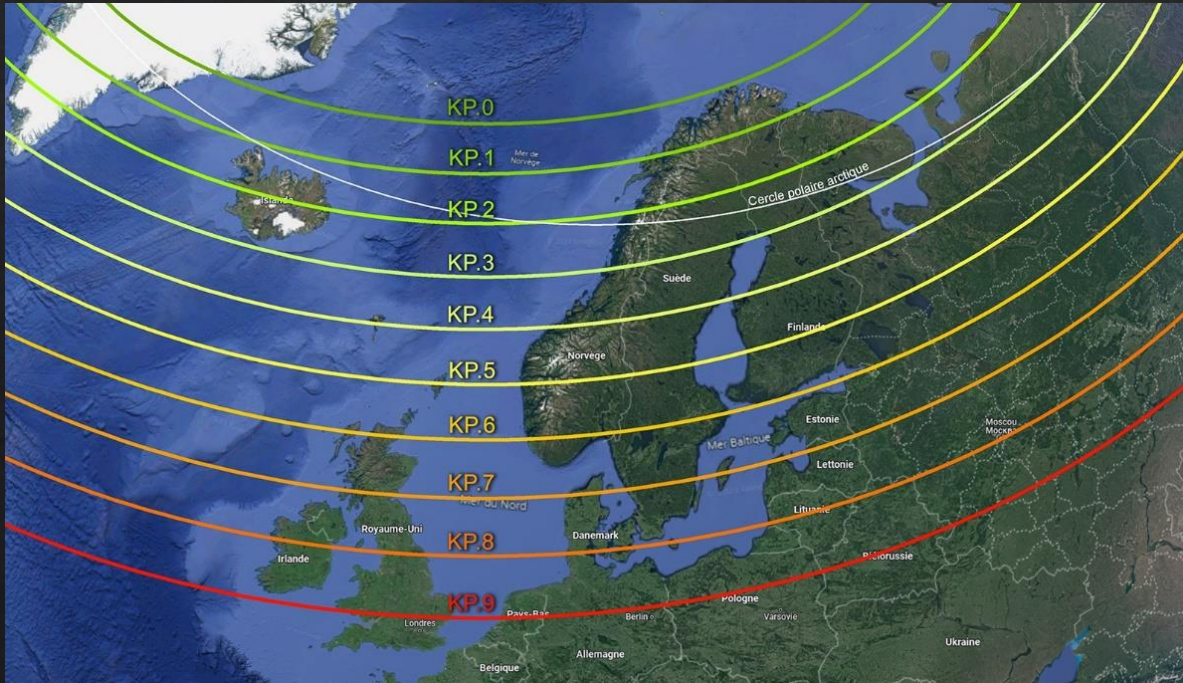 KP.0
KP.1
Mer de
Norvège
Islande
KP.2
Cercle polaire arctique
KP.3
Suède
KP.4
Finlande
Norvège
KP.5
KP.6
Estonie
Moscou
Москва
Mer Baltique
Lettonie
KP.7
Mer du Nord
Lituanie
Royaume-Uni
Danemark
KP.8
Irlande
Biélorussie
KP.9
Pays-Bas
Pologne
Londres
Berlin
Varsovie
Ukraine
Allemagne
Belgique